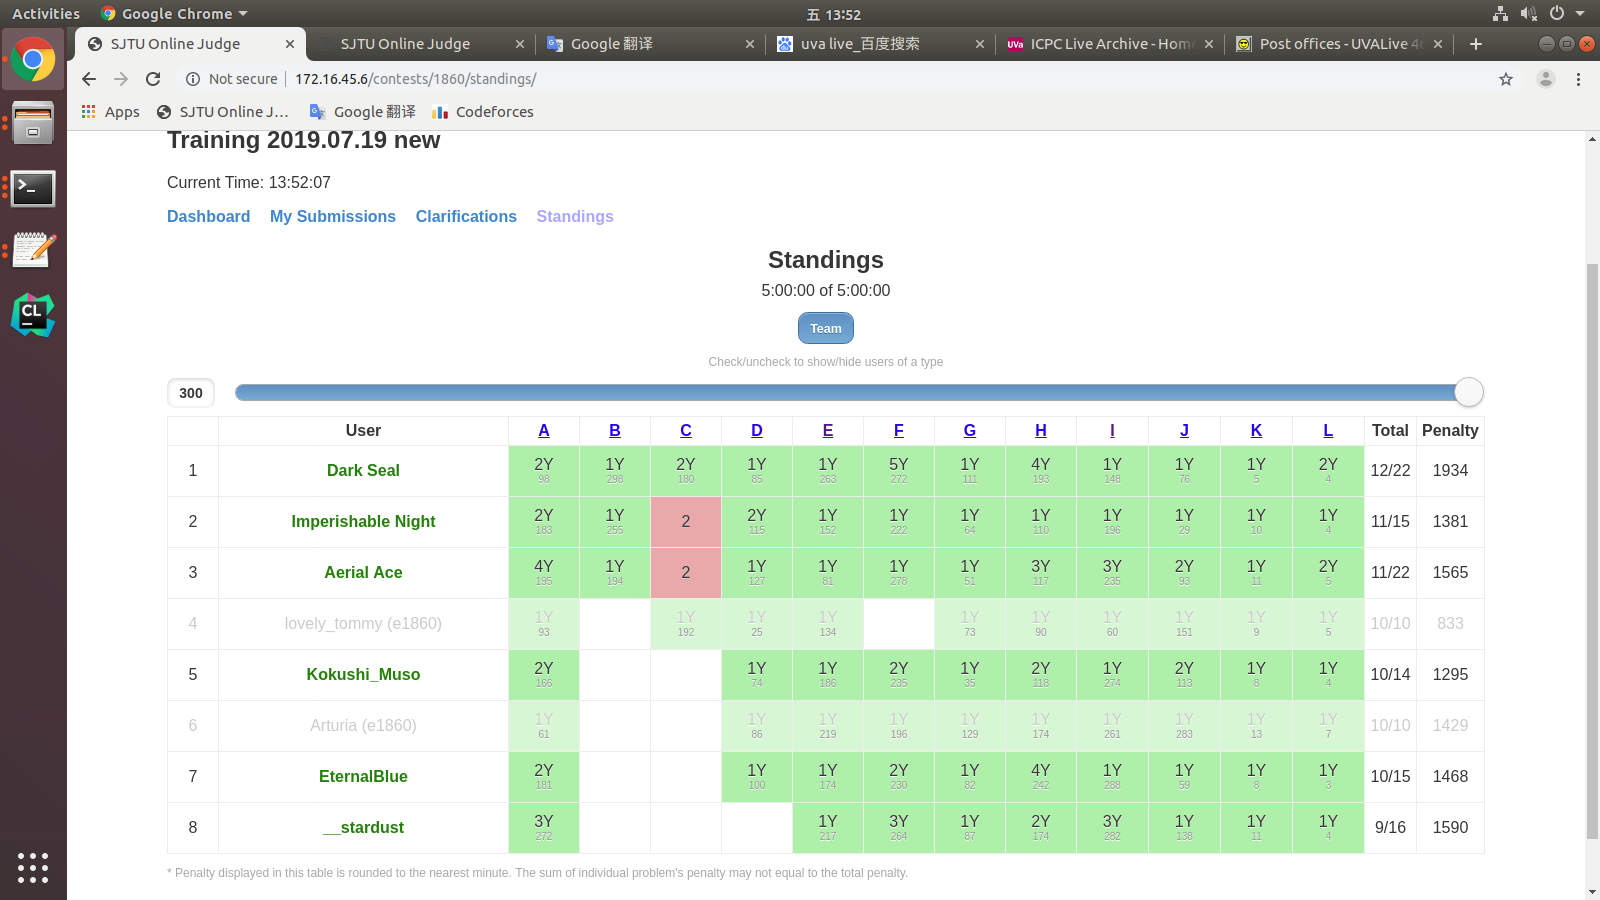 Activities Google Chrome 五 13:52
SJTU Online Judge SJTU Online Judge Google 翻译 uva live_百度搜索 ICPC Live Archive - Hom Post offices - UVALive 4
Not secure 172.16.45.6/contests/1860/standings/
Apps SJTU Online J... Google 翻译 Codeforces
Training 2019.07.19 new
Current Time: 13:52:07
Dashboard My Submissions Clarifications Standings
Standings
5:00:00 of 5:00:00
Team
Check/uncheck to show/hide users of a type
300
User A B C D E F G H I J K L Total Penalty
1 Dark Seal 2Y 1Y 2Y 1Y 1Y 5Y 1Y 4Y 1Y 1Y 1Y 2Y 12/22 1934
98 298 180 85 263 272 111 193 148 76 5 4
2 Imperishable Night 2Y 1Y 2 2Y 1Y 1Y 1Y 1Y 1Y 1Y 1Y 1Y 11/15 1381
183 255 115 152 222 64 110 196 29 10 4
3 Aerial Ace 4Y 1Y 2 1Y 1Y 1Y 1Y 3Y 3Y 2Y 1Y 2Y 11/22 1565
195 194 127 81 278 51 117 235 93 11 5
4 lovely_tommy (e1860) 1Y 1Y 1Y 1Y 1Y 1Y 1Y 1Y 1Y 1Y 10/10 833
93 192 25 134 73 90 60 151 9 5
5 Kokushi_Muso 2Y 1Y 1Y 2Y 1Y 2Y 1Y 2Y 1Y 1Y 10/14 1295
166 74 186 235 35 118 274 113 8 4
6 Arturia (e1860) 1Y 1Y 1Y 1Y 1Y 1Y 1Y 1Y 1Y 1Y 10/10 1429
61 86 219 196 129 174 261 283 13 7
7 EternalBlue 2Y 1Y 1Y 2Y 1Y 4Y 1Y 1Y 1Y 1Y 10/15 1468
181 100 174 230 82 242 288 59 8 3
8 __stardust 3Y 1Y 3Y 1Y 2Y 3Y 1Y 1Y 1Y 9/16 1590
272 217 264 87 174 282 138 11 4
* Penalty displayed in this table is rounded to the nearest minute. The sum of individual problem's penalty may not equal to the total penalty.